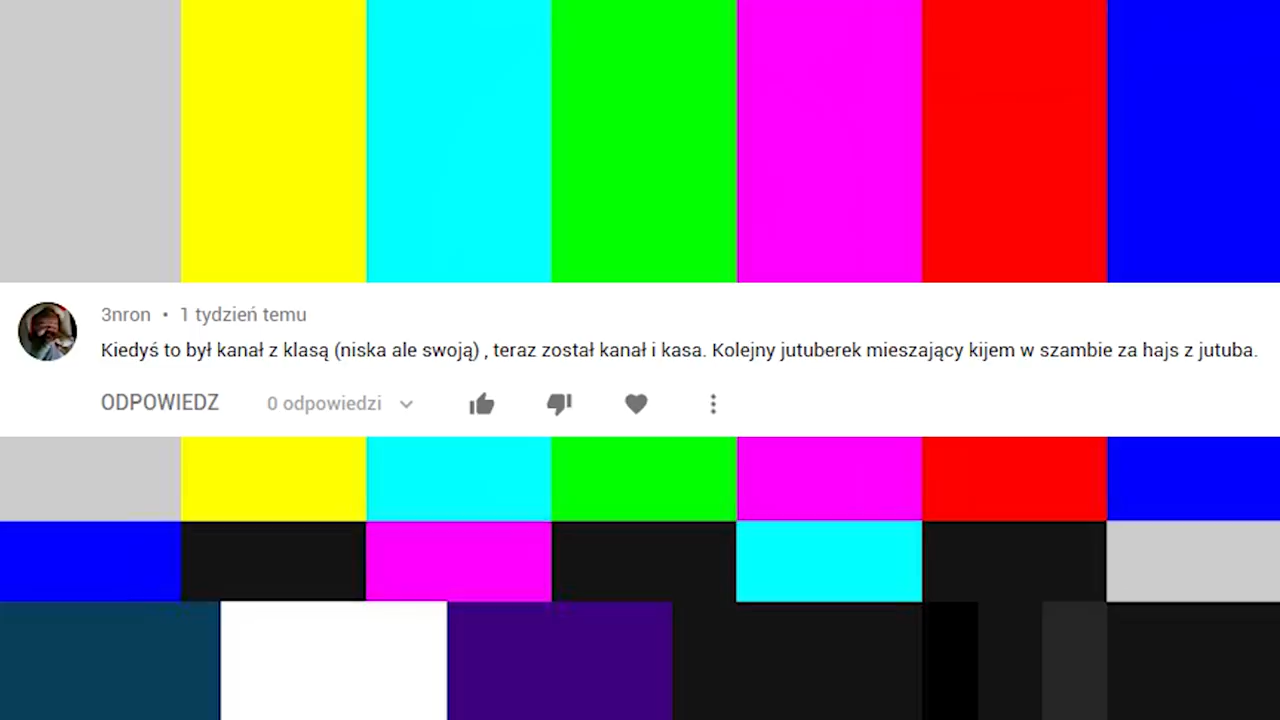 3nron • 1 tydzień temu
Kiedyś to był kanał z klasą (niska ale swoją) , teraz został kanał i kasa. Kolejny jutuberek mieszający kijem w szambie za hajs z jutuba.
ODPOWIEDZ 0 odpowiedzi